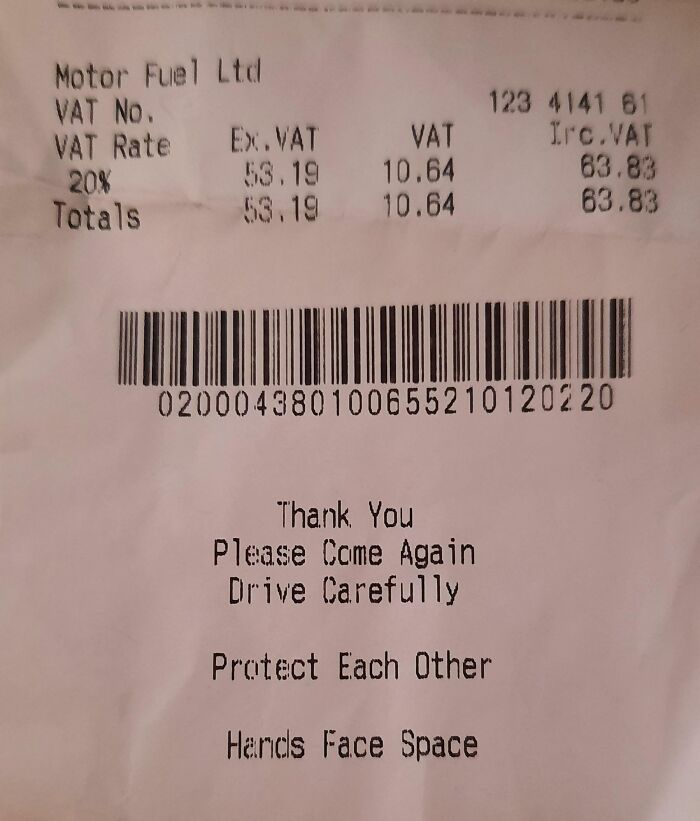 Motor Fuel Ltd
VAT No. 123 4141 61
VAT Rate Ex.VAT VAT Inc.VAT
20% 53.19 10.64 63.83
Totals 53.19 10.64 63.83
02000438010065521012022​0
Thank You
Please Come Again
Drive Carefully
Protect Each Other
Hands Face Space